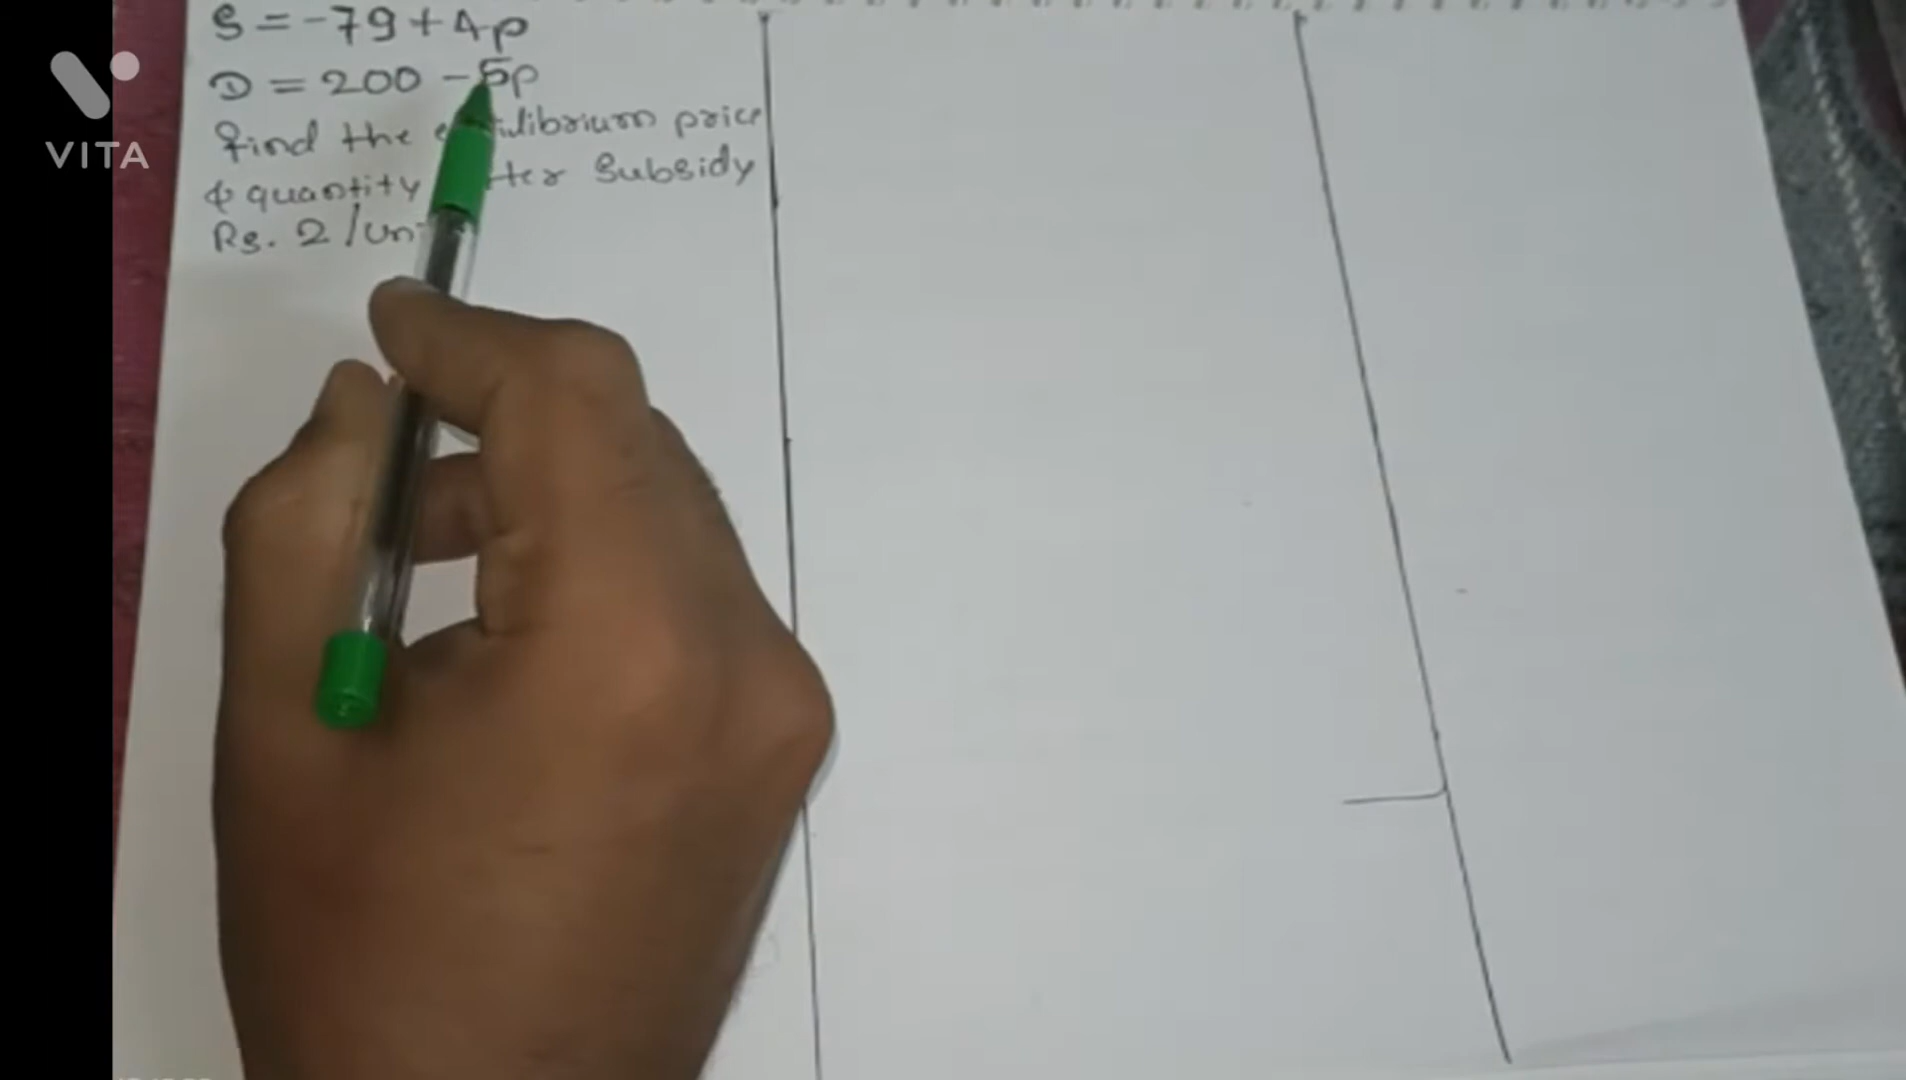 S = -79 + 4p
D = 200 - 5p
find the price
& quantity Subsidy
Rs. 2 /
VITA